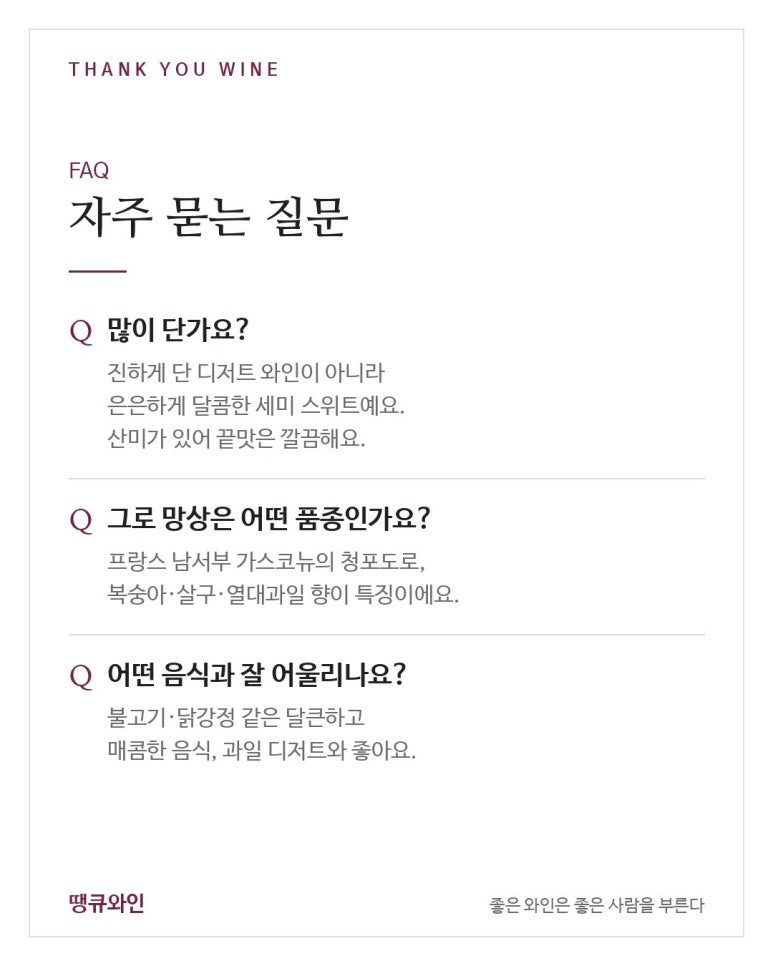 THANK YOU WINE
FAQ
자주 묻는 질문
Q 많이 단가요?
진하게 단 디저트 와인이 아니라
은은하게 달콤한 세미 스위트예요.
산미가 있어 끝맛은 깔끔해요.
Q 그로 망상은 어떤 품종인가요?
프랑스 남서부 가스코뉴의 청포도로,
복숭아·살구·열대과일 향이 특징이에요.
Q 어떤 음식과 잘 어울리나요?
불고기·닭강정 같은 달큰하고
매콤한 음식, 과일 디저트와 좋아요.
땡큐와인
좋은 와인은 좋은 사람을 부른다